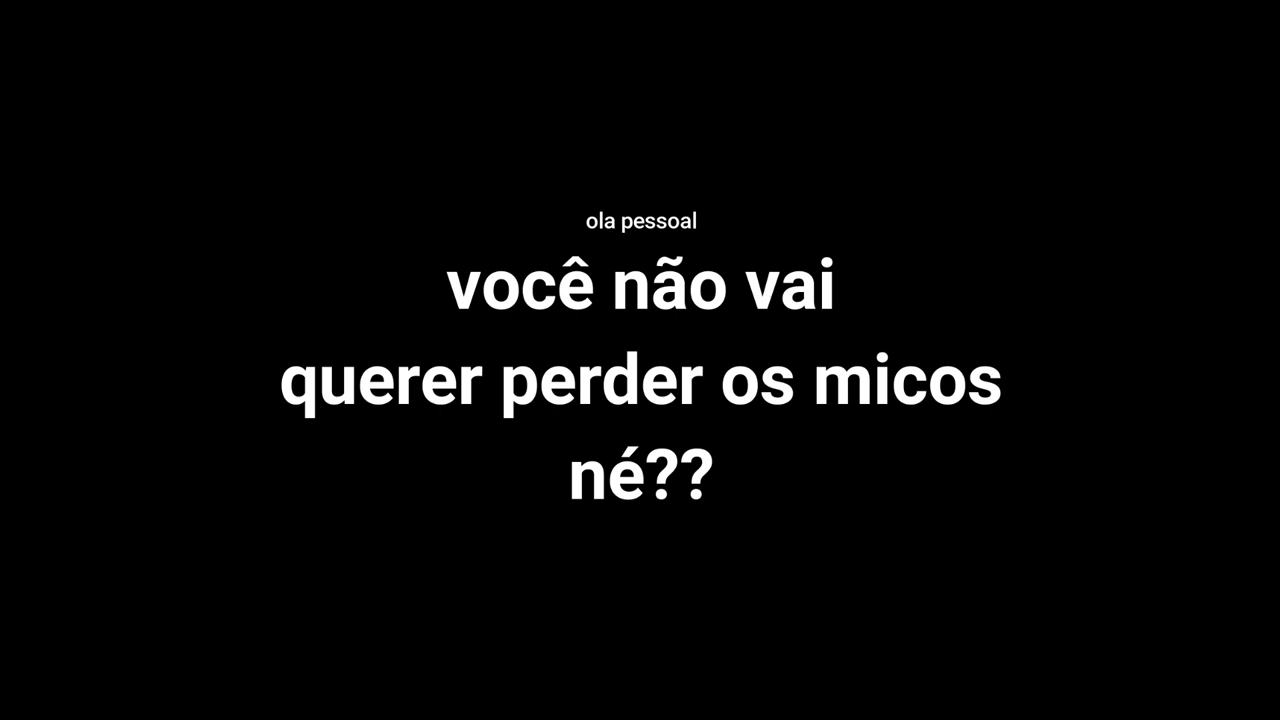 ola pessoal
você não vai
querer perder os micos
né??